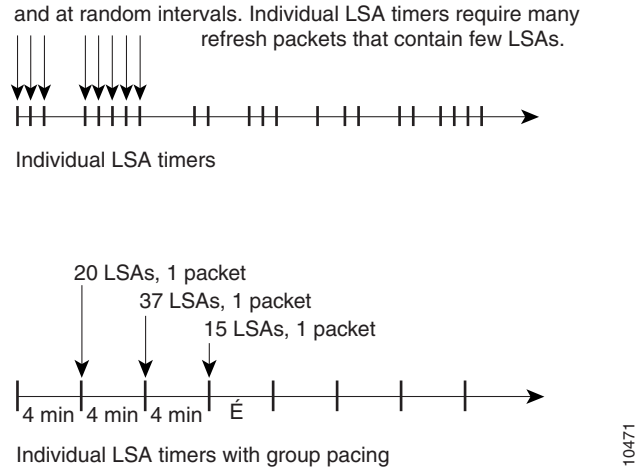 and at random intervals. Individual LSA timers require many
refresh packets that contain few LSAs.
Individual LSA timers
20 LSAs, 1 packet
37 LSAs, 1 packet
15 LSAs, 1 packet
4 min 4 min 4 min É
Individual LSA timers with group pacing
10471